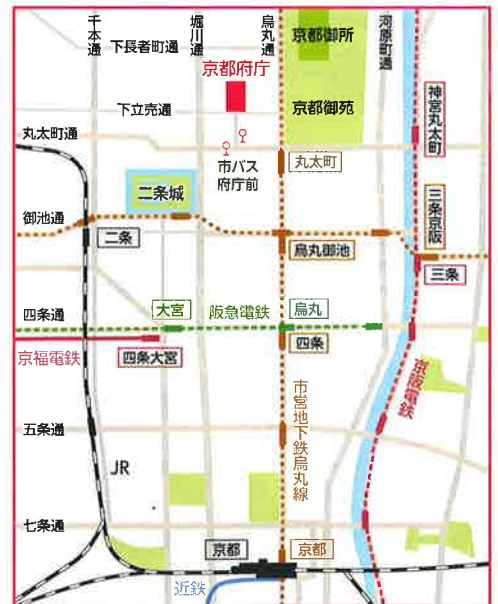 千本通
堀川通
烏丸通
河原町通
京都御所
下長者町通
京都府庁
下立売通
京都御苑
神宮丸太町
丸太町通
市バス
府庁前
丸太町
二条城
三条京阪
御池通
二条
烏丸御池
三条
四条通
大宮
阪急電鉄
烏丸
京福電鉄
四条大宮
四条
京阪電鉄
市営地下鉄烏丸線
五条通
JR
七条通
京都
京都
近鉄